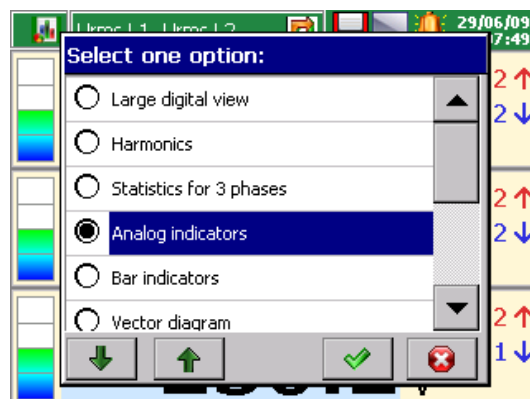 Urms L1, Urms L2
29/06/09
07:49
Select one option:
Large digital view
Harmonics
Statistics for 3 phases
Analog indicators
Bar indicators
Vector diagram
2
2
2
2
2
1
V